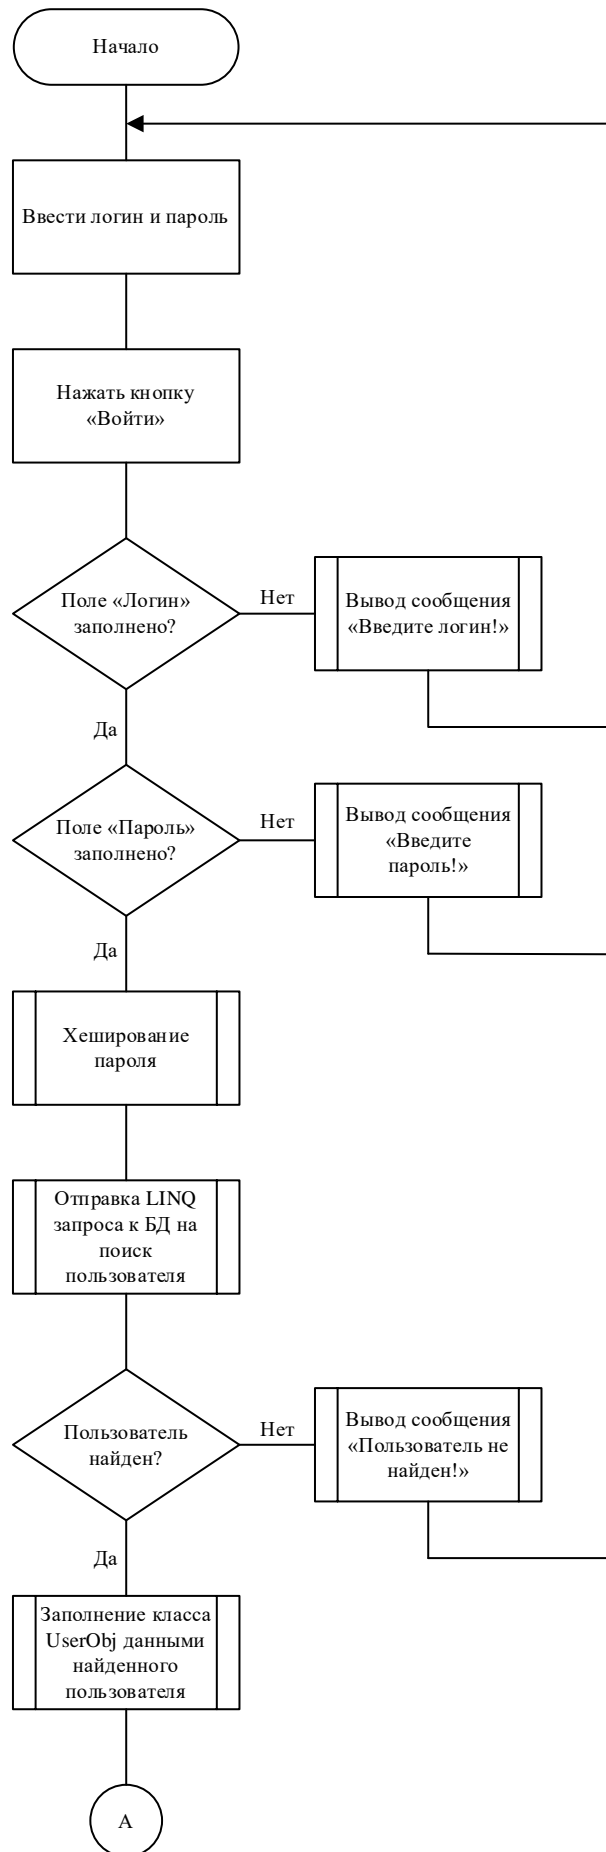 Начало
Ввести логин и пароль
Нажать кнопку
«Войти»
Поле «Логин»
заполнено?
Нет
Вывод сообщения
«Введите логин!»
Да
Поле «Пароль»
заполнено?
Нет
Вывод сообщения
«Введите
пароль!»
Да
Хеширование
пароля
Отправка LINQ
запроса к БД на
поиск
пользователя
Пользователь
найден?
Нет
Вывод сообщения
«Пользователь не
найден!»
Да
Заполнение класса
UserObj данными
найденного
пользователя
А